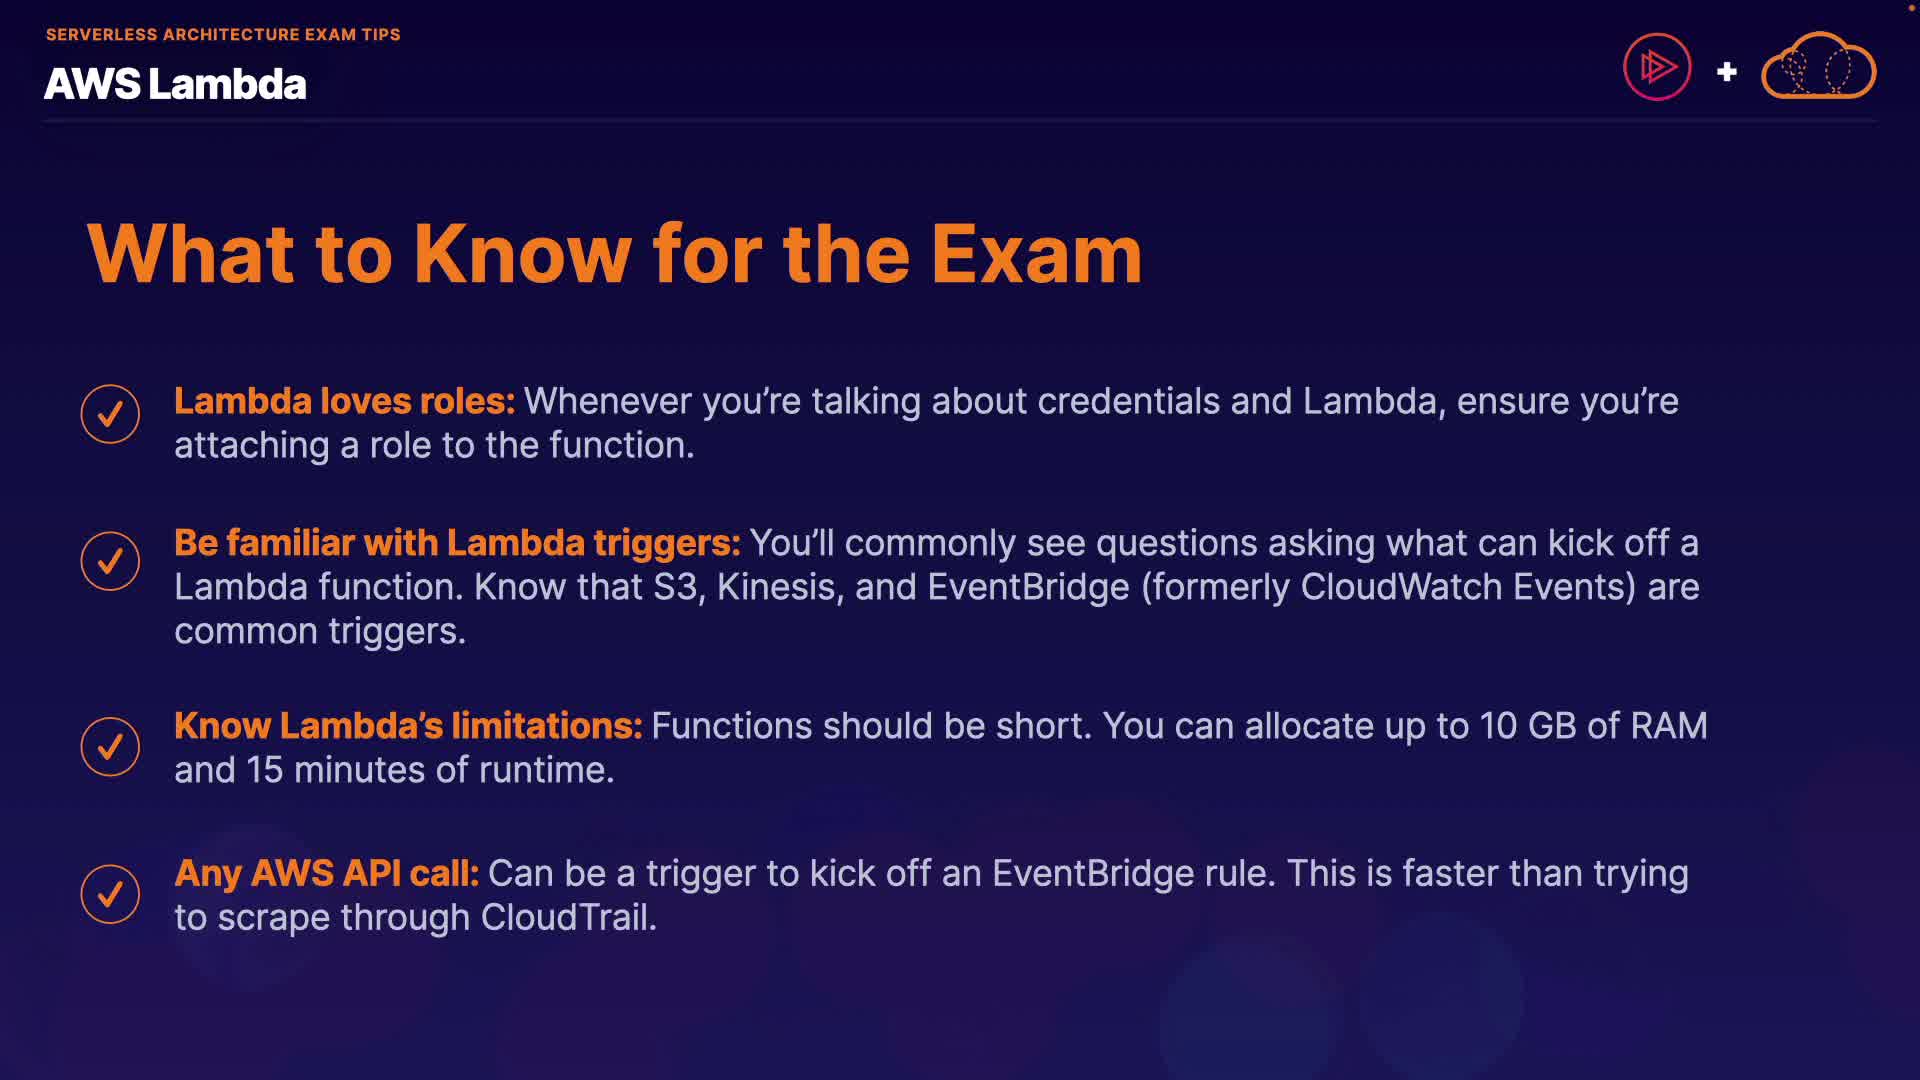 SERVERLESS ARCHITECTURE EXAM TIPS
AWS Lambda
What to Know for the Exam
Lambda loves roles: Whenever you’re talking about credentials and Lambda, ensure you’re
attaching a role to the function.
Be familiar with Lambda triggers: You’ll commonly see questions asking what can kick off a
Lambda function. Know that S3, Kinesis, and EventBridge (formerly CloudWatch Events) are
common triggers.
Know Lambda’s limitations: Functions should be short. You can allocate up to 10 GB of RAM
and 15 minutes of runtime.
Any AWS API call: Can be a trigger to kick off an EventBridge rule. This is faster than trying
to scrape through CloudTrail.